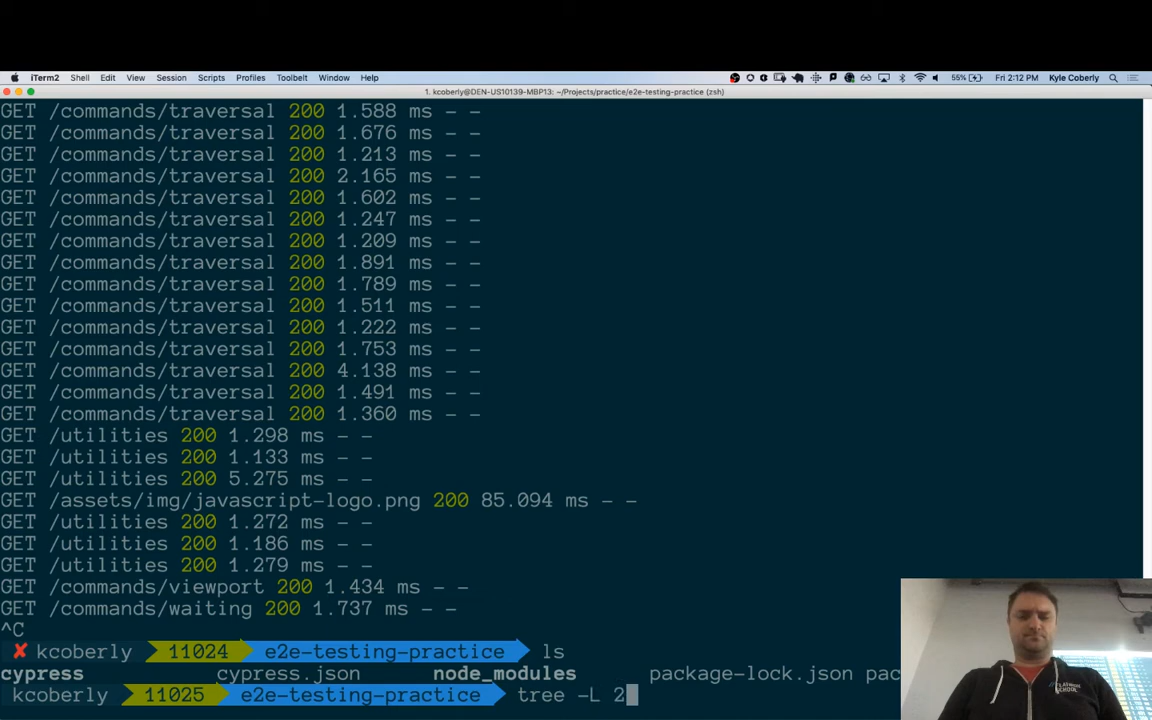 iTerm2 Shell Edit View Session Scripts Profiles Toolbelt Window Help 55% Fri 2:12 PM Kyle Coberly
1. kcoberly@DEN-US10139-MBP13: ~/Projects/practice/e2e-testing-practice (zsh)
GET /commands/traversal 200 1.588 ms - -
GET /commands/traversal 200 1.676 ms - -
GET /commands/traversal 200 1.213 ms - -
GET /commands/traversal 200 2.165 ms - -
GET /commands/traversal 200 1.602 ms - -
GET /commands/traversal 200 1.247 ms - -
GET /commands/traversal 200 1.209 ms - -
GET /commands/traversal 200 1.891 ms - -
GET /commands/traversal 200 1.789 ms - -
GET /commands/traversal 200 1.511 ms - -
GET /commands/traversal 200 1.222 ms - -
GET /commands/traversal 200 1.753 ms - -
GET /commands/traversal 200 4.138 ms - -
GET /commands/traversal 200 1.491 ms - -
GET /commands/traversal 200 1.360 ms - -
GET /utilities 200 1.298 ms - -
GET /utilities 200 1.133 ms - -
GET /utilities 200 5.275 ms - -
GET /assets/img/javascript-logo.png 200 85.094 ms - -
GET /utilities 200 1.272 ms - -
GET /utilities 200 1.186 ms - -
GET /utilities 200 1.279 ms - -
GET /commands/viewport 200 1.434 ms - -
GET /commands/waiting 200 1.737 ms - -
^C
✘ kcoberly 11024 e2e-testing-practice ls
cypress cypress.json node_modules package-lock.json pac
kcoberly 11025 e2e-testing-practice tree -L 2